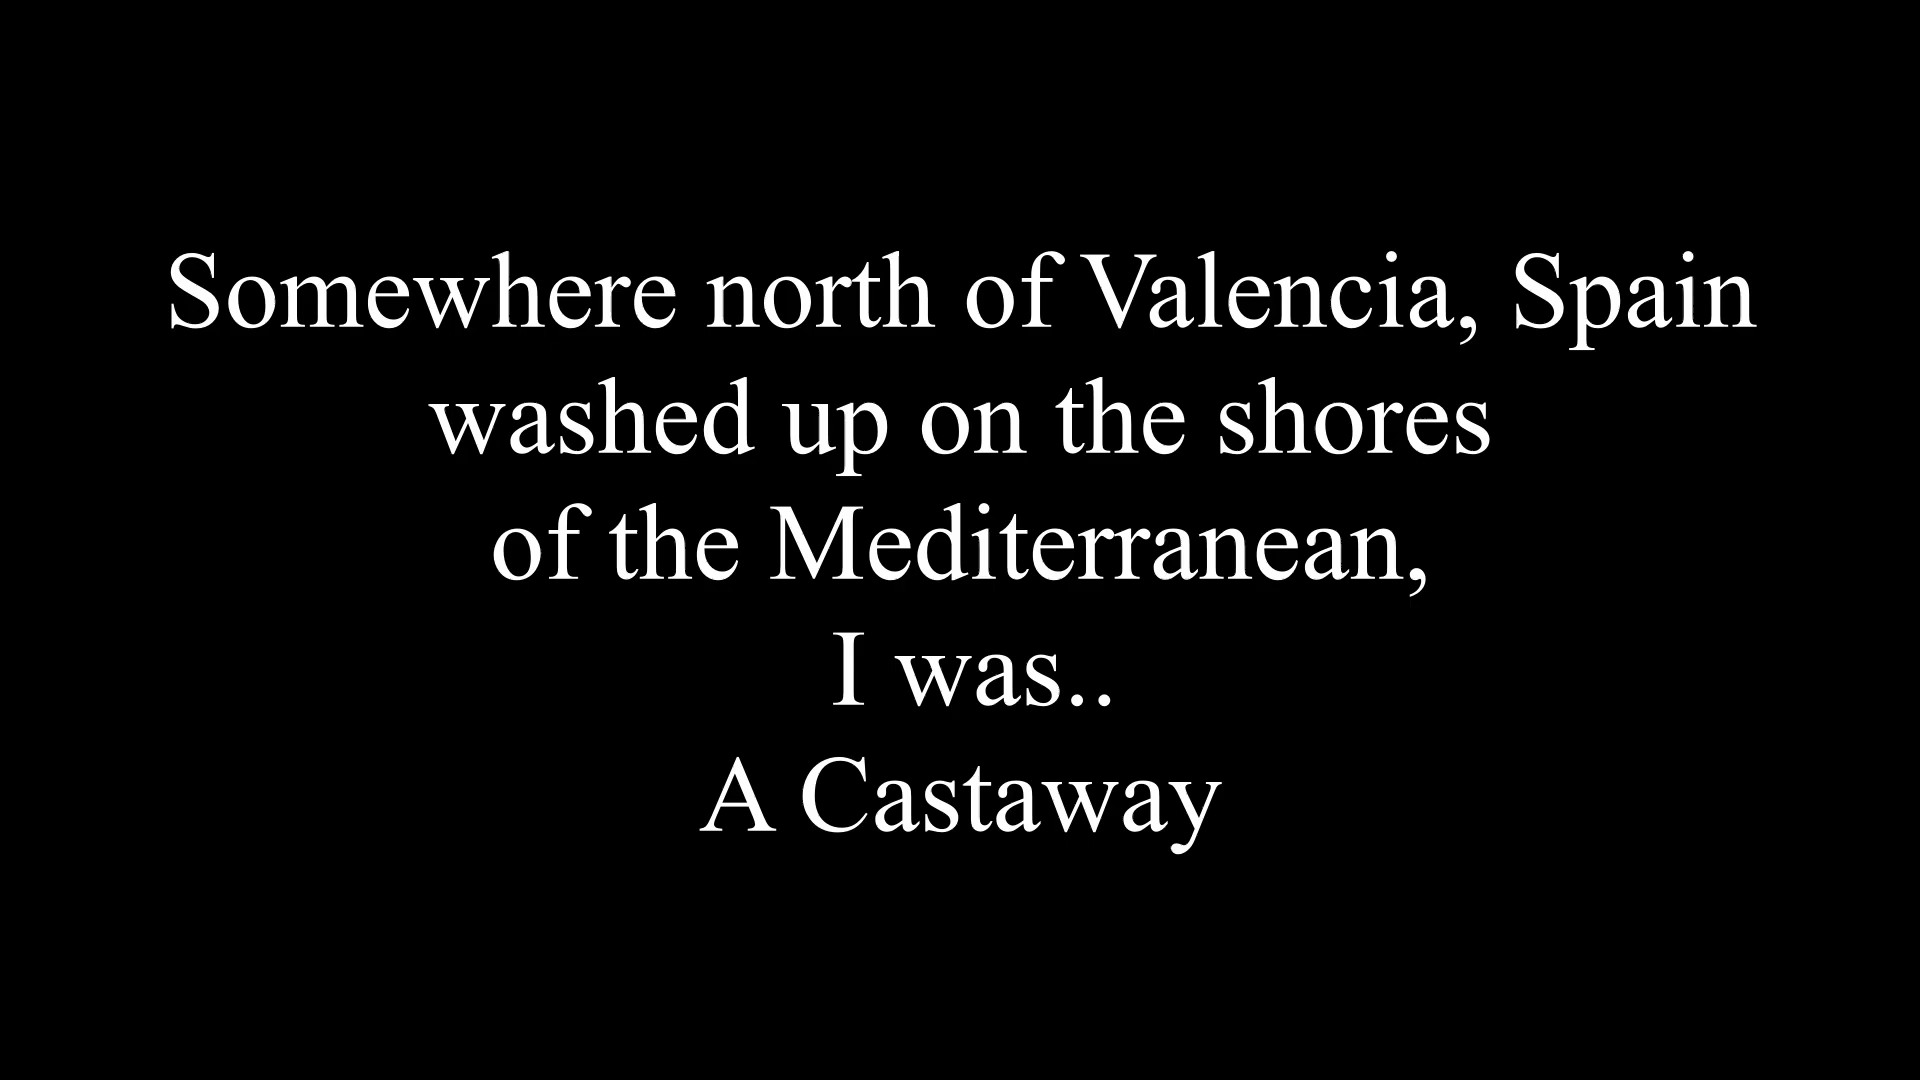 Somewhere north of Valencia, Spain
washed up on the shores
of the Mediterranean,
I was..
A Castaway